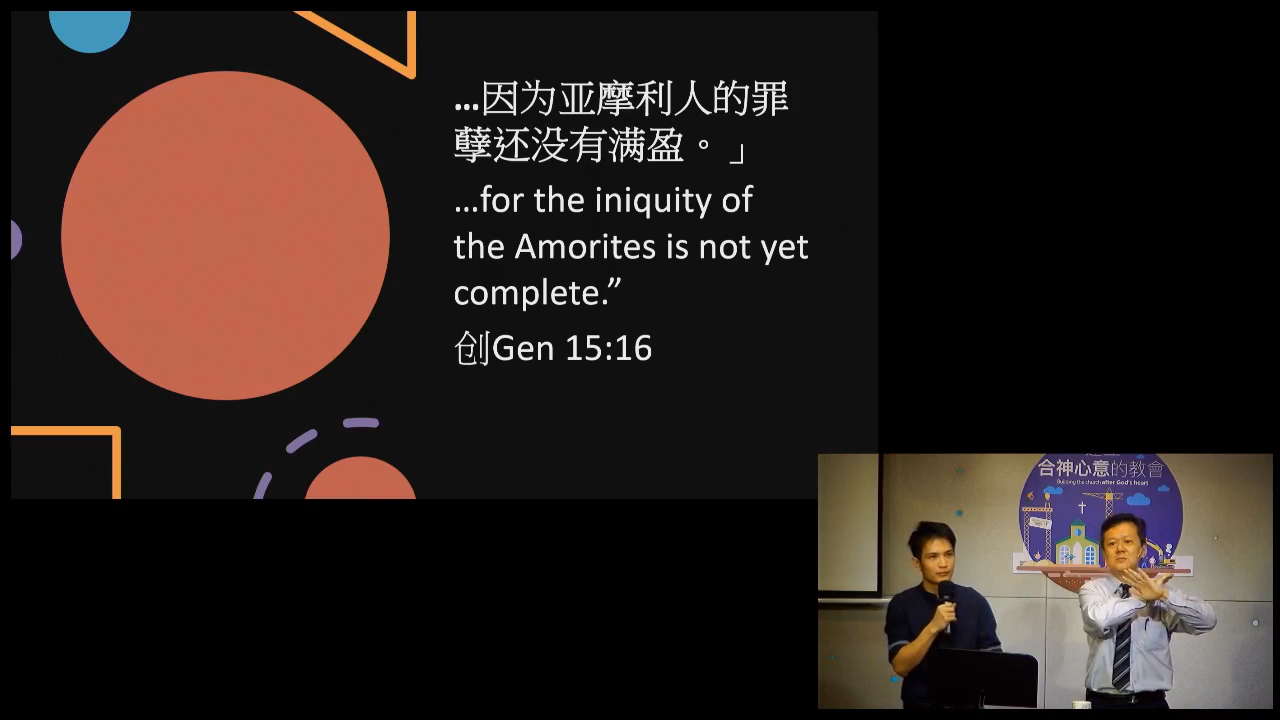 …因为亚摩利人的罪
孽还没有满盈。」
…for the iniquity of
the Amorites is not yet
complete.”
创Gen 15:16
合神心意的教會
Building the church after God's heart